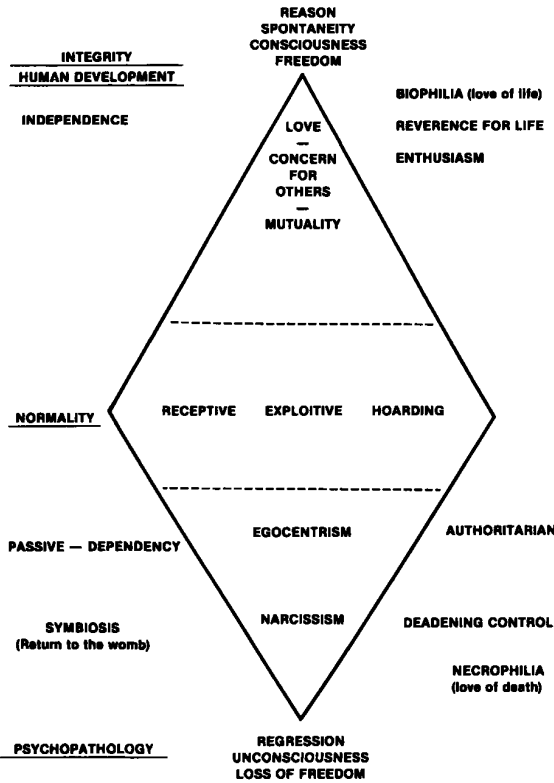 REASON
SPONTANEITY
CONSCIOUSNESS
FREEDOM
INTEGRITY
HUMAN DEVELOPMENT
INDEPENDENCE
BIOPHILIA (love of life)
REVERENCE FOR LIFE
ENTHUSIASM
LOVE
—
CONCERN
FOR
OTHERS
—
MUTUALITY
NORMALITY
RECEPTIVE EXPLOITIVE HOARDING
EGOCENTRISM
PASSIVE — DEPENDENCY
AUTHORITARIAN
NARCISSISM
SYMBIOSIS
(Return to the womb)
DEADENING CONTROL
NECROPHILIA
(love of death)
PSYCHOPATHOLOGY
REGRESSION
UNCONSCIOUSNESS
LOSS OF FREEDOM